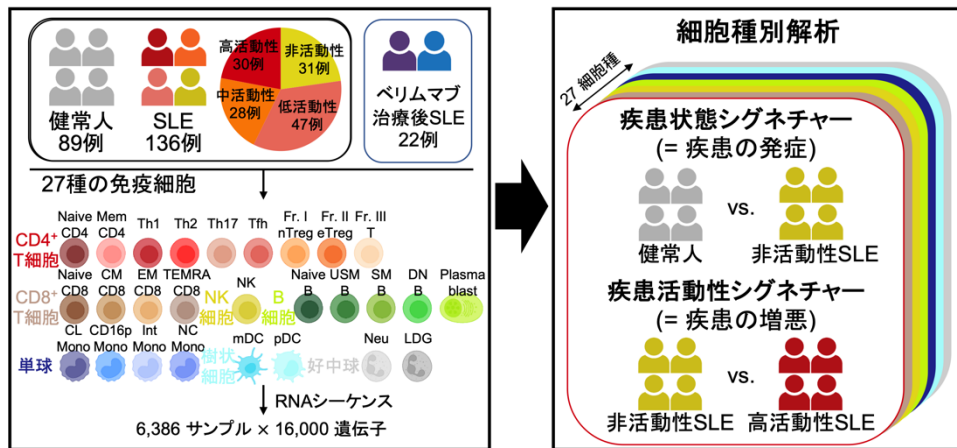 健常人
89例
SLE
136例
高活動性
30例
非活動性
31例
中活動性
28例
低活動性
47例
ベリムマブ
治療後SLE
22例
27種の免疫細胞
CD4+
T細胞
Naive
CD4
Mem
CD4
Th1
Th2
Th17
Tfh
Fr. I
nTreg
Fr. II
eTreg
Fr. III
T
CD8+
T細胞
Naive
CD8
CM
CD8
EM
CD8
TEMRA
CD8
NK
細胞
NK
B
細胞
Naive
B
USM
B
SM
B
DN
B
Plasma
blast
単球
CL
Mono
CD16p
Mono
Int
Mono
NC
Mono
樹状
細胞
mDC
pDC
好中球
Neu
LDG
RNAシーケンス
6,386 サンプル × 16,000 遺伝子
細胞種別解析
27 細胞種
疾患状態シグネチャー
(= 疾患の発症)
vs.
健常人
非活動性SLE
疾患活動性シグネチャー
(= 疾患の増悪)
vs.
非活動性SLE
高活動性SLE